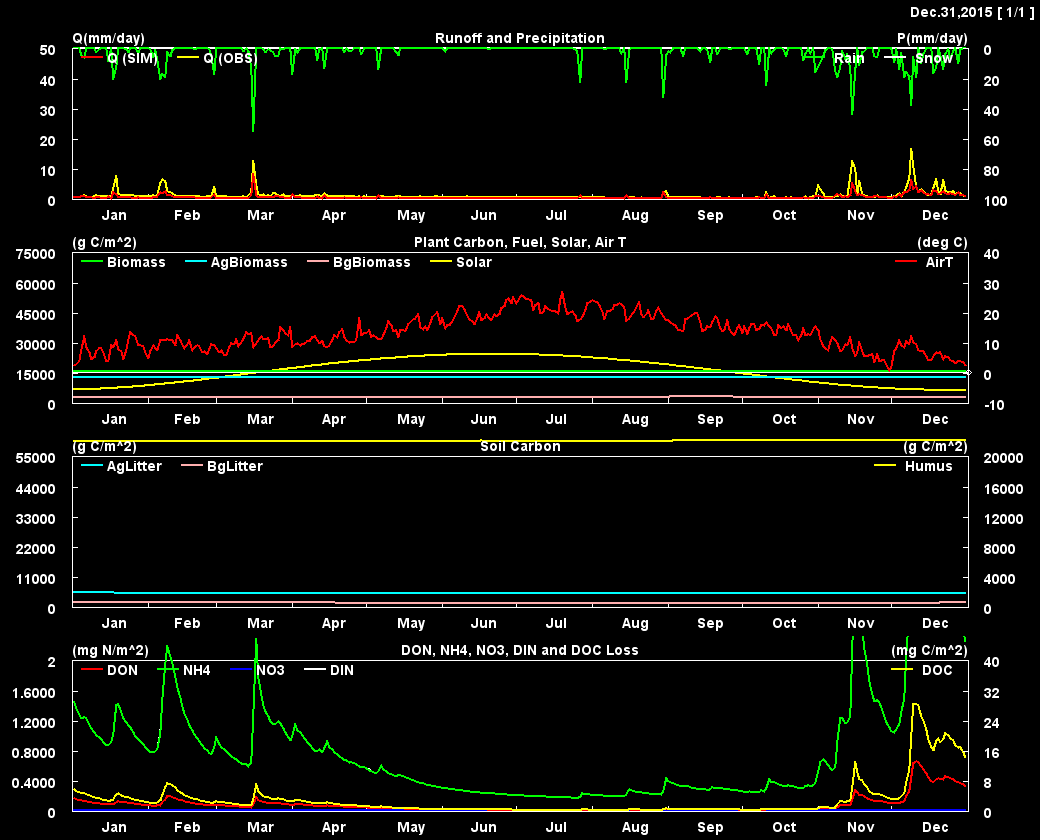 Dec.31,2015 [ 1/1 ]
Q(mm/day) Runoff and Precipitation P(mm/day)
Q (SIM) Q (OBS) Rain Snow
50 0
40 20
30 40
20 60
10 80
0 100
Jan Feb Mar Apr May Jun Jul Aug Sep Oct Nov Dec
(g C/m^2) Plant Carbon, Fuel, Solar, Air T (deg C)
Biomass AgBiomass BgBiomass Solar AirT
75000 40
60000 30
45000 20
30000 10
15000 0
0 -10
Jan Feb Mar Apr May Jun Jul Aug Sep Oct Nov Dec
(g C/m^2) Soil Carbon (g C/m^2)
AgLitter BgLitter Humus
55000 20000
44000 16000
33000 12000
22000 8000
11000 4000
0 0
Jan Feb Mar Apr May Jun Jul Aug Sep Oct Nov Dec
(mg N/m^2) DON, NH4, NO3, DIN and DOC Loss (mg C/m^2)
DON NH4 NO3 DIN DOC
2 40
1.6000 32
1.2000 24
0.8000 16
0.4000 8
0 0
Jan Feb Mar Apr May Jun Jul Aug Sep Oct Nov Dec